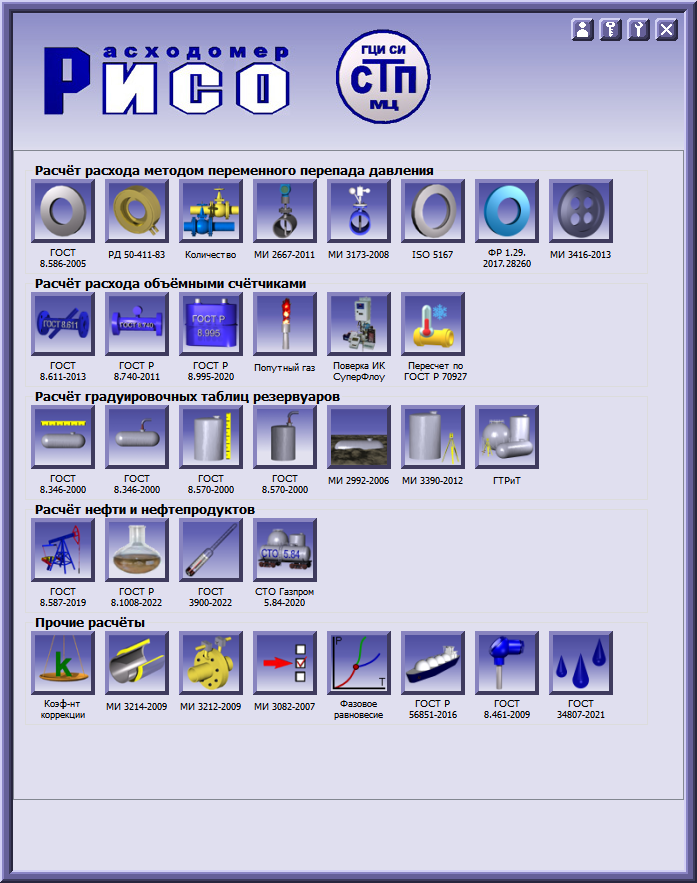 Расходомер
ИСО
ГЦИ СИ
СТП
МЦ
Расчёт расхода методом переменного перепада давления
ГОСТ
8.586-2005
РД 50-411-83
Количество
МИ 2667-2011
МИ 3173-2008
ISO 5167
ФР 1.29.
2017.28260
МИ 3416-2013
Расчёт расхода объёмными счётчиками
ГОСТ 8.611
ГОСТ 8.740
ГОСТ Р
8.995
ГОСТ
8.611-2013
ГОСТ Р
8.740-2011
ГОСТ Р
8.995-2020
Попутный газ
Поверка ИК
СуперФлоу
Пересчет по
ГОСТ Р 70927
Расчёт градуировочных таблиц резервуаров
ГОСТ
8.346-2000
ГОСТ
8.346-2000
ГОСТ
8.570-2000
ГОСТ
8.570-2000
МИ 2992-2006
МИ 3390-2012
ГТРиТ
Расчёт нефти и нефтепродуктов
СТО 5.84
ГОСТ
8.587-2019
ГОСТ Р
8.1008-2022
ГОСТ
3900-2022
СТО Газпром
5.84-2020
Прочие расчёты
k
P
T
Коэф-нт
коррекции
МИ 3214-2009
МИ 3212-2009
МИ 3082-2007
Фазовое
равновесие
ГОСТ Р
56851-2016
ГОСТ
8.461-2009
ГОСТ
34807-2021